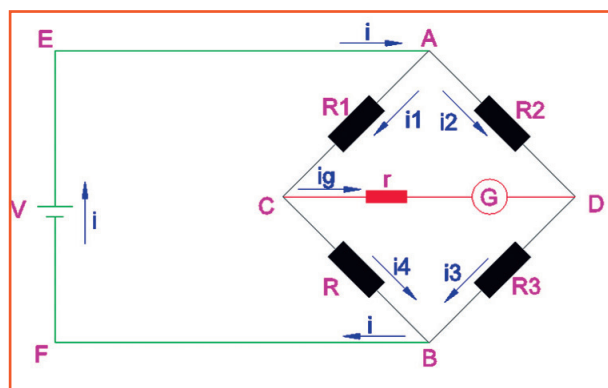 E i A
R1 i1 i2 R2
ig r
V i C G D
R i4 i3 R3
i
F B